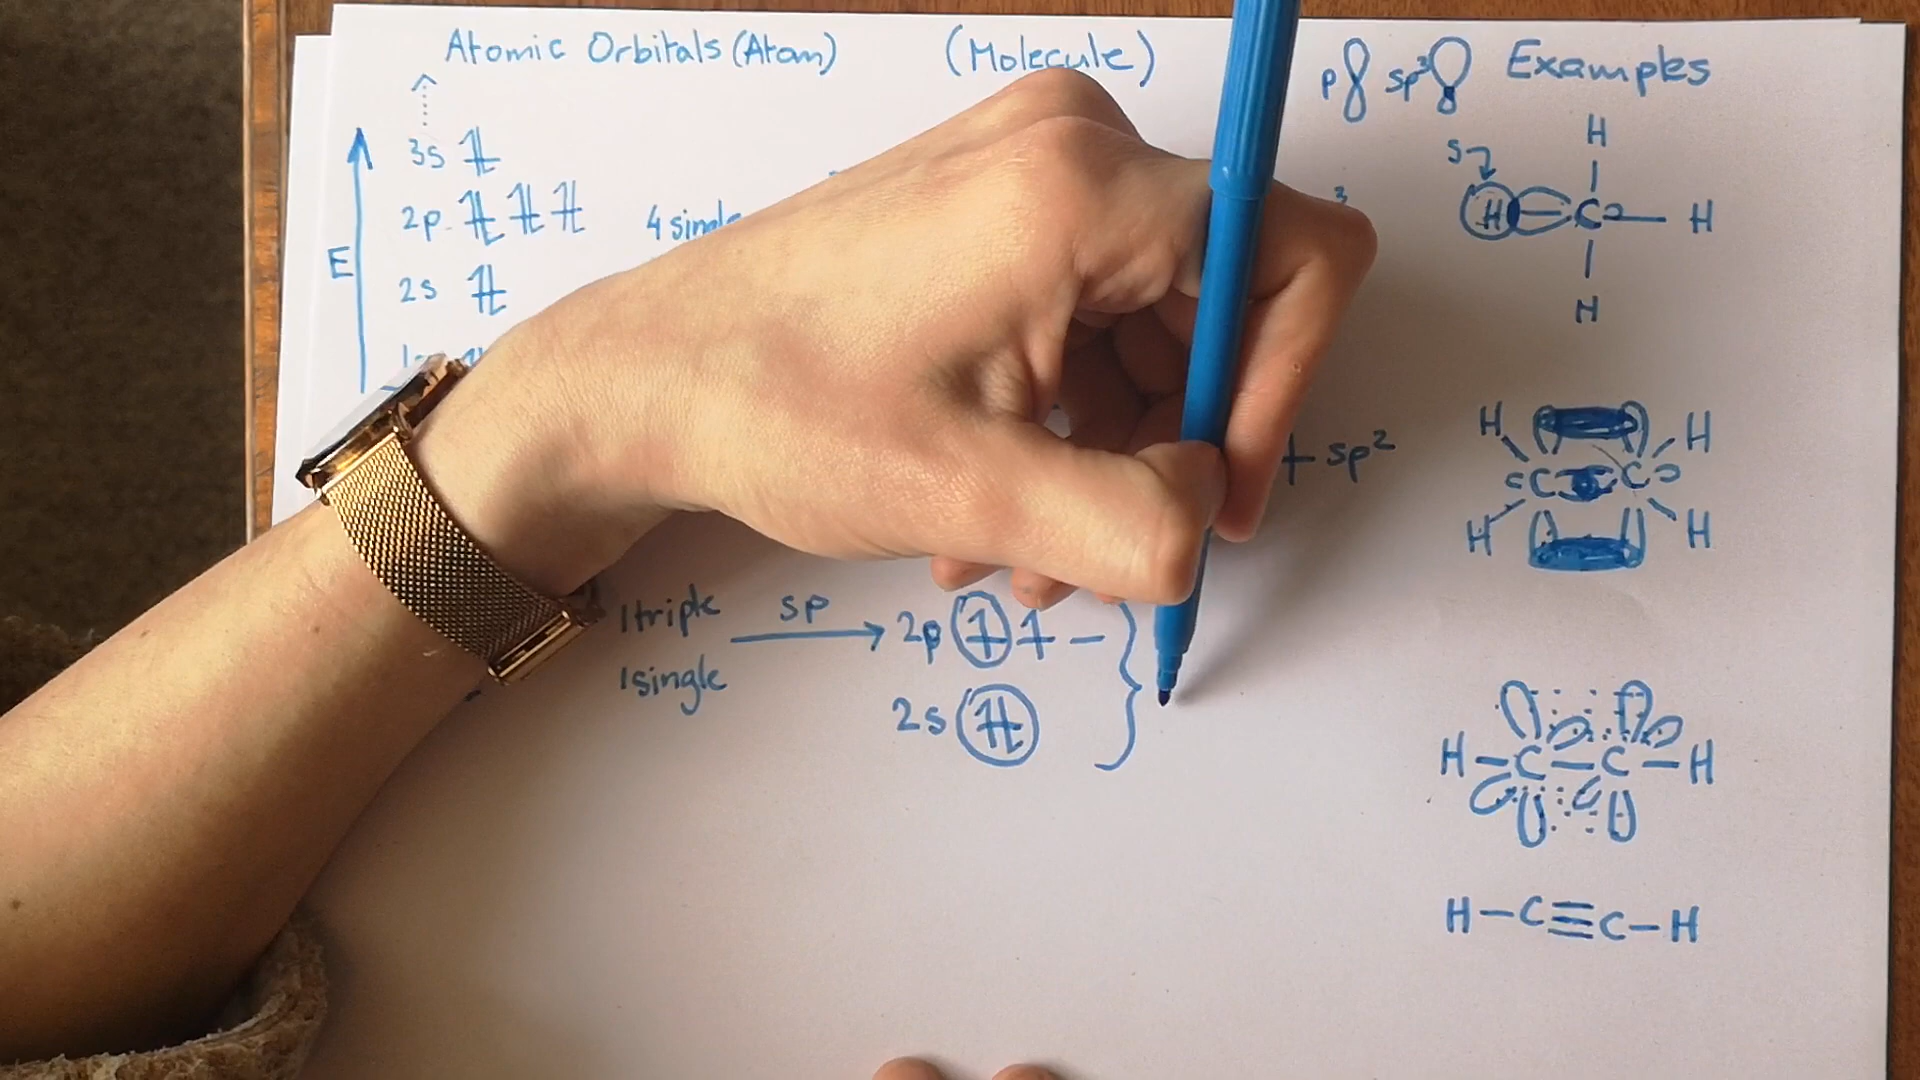 Atomic Orbitals (Atom) (Molecule) p sp³ Examples
3s
2p
2s
E
4 single
3
s
H
H C H
H
+ sp²
H H
C C
H H
1 triple sp 2p
1 single 2s
H-C-C-H
H-C≡C-H